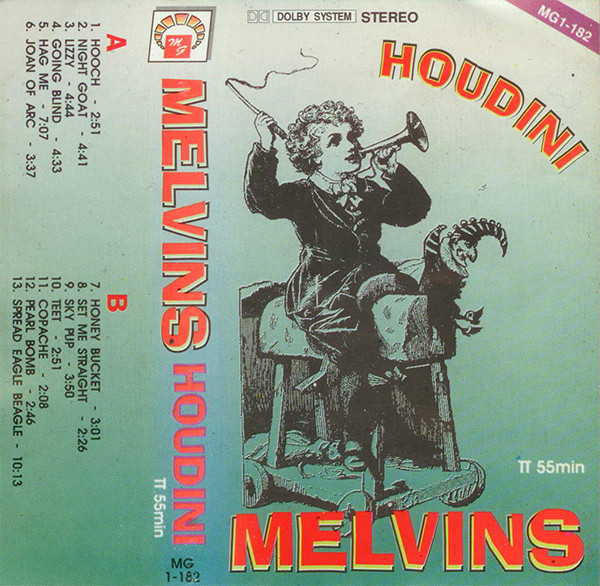 A
1. HOOCH - 2:51
2. NIGHT GOAT - 4:41
3. LIZZY - 4:44
4. GOING BLIND - 4:33
5. HAG ME - 7:07
6. JOAN OF ARC - 3:37
B
7. HONEY BUCKET - 3:01
8. SET ME STRAIGHT - 2:26
9. SKY PUP - 3:50
10. TEET - 2:51
11. COPACHE - 2:08
12. PEARL BOMB - 2:46
13. SPREAD EAGLE BEAGLE - 10:13
MG
MELVINS HOUDINI
π 55min
MG
1-182
DOLBY SYSTEM STEREO
MG1-182
HOUDINI
π 55min
MELVINS